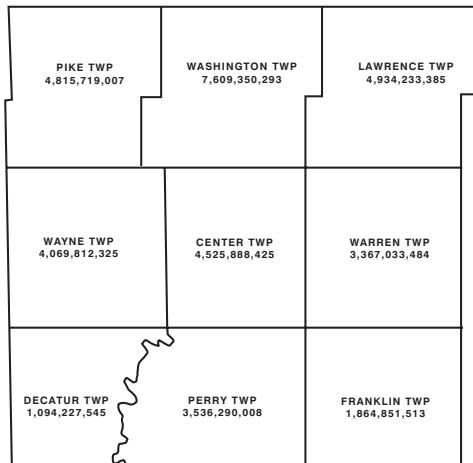 PIKE TWP
4,815,719,007
WASHINGTON TWP
7,609,350,293
LAWRENCE TWP
4,934,233,385
WAYNE TWP
4,069,812,325
CENTER TWP
4,525,888,425
WARREN TWP
3,367,033,484
DECATUR TWP
1,094,227,545
PERRY TWP
3,536,290,008
FRANKLIN TWP
1,864,851,513